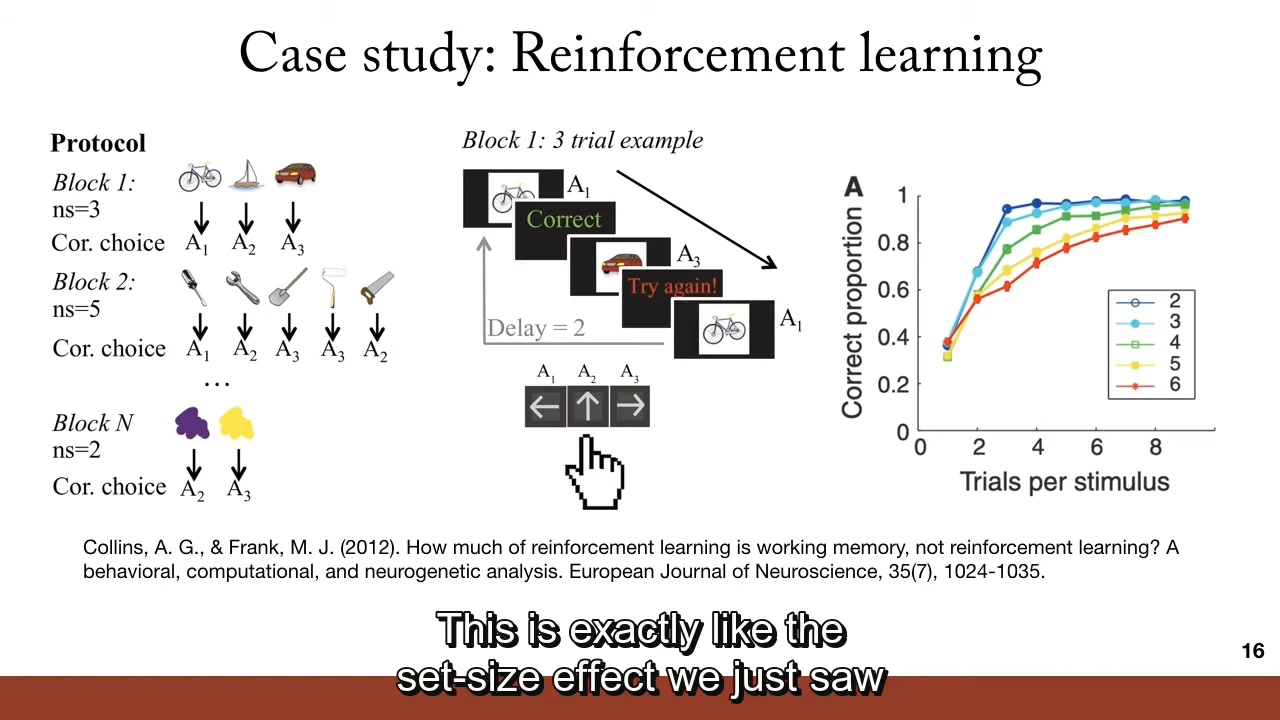 Case study: Reinforcement learning
Protocol
Block 1:
ns=3
Cor. choice A1 A2 A3
Block 2:
ns=5
Cor. choice A1 A2 A3 A3 A2
...
Block N
ns=2
Cor. choice A2 A3
Block 1: 3 trial example
A1
Correct
A3
Try again!
A1
Delay = 2
A1 A2 A3
A
Correct proportion
1
0.8
0.6
0.4
0.2
0
0 2 4 6 8
Trials per stimulus
2
3
4
5
6
Collins, A. G., & Frank, M. J. (2012). How much of reinforcement learning is working memory, not reinforcement learning? A
behavioral, computational, and neurogenetic analysis. European Journal of Neuroscience, 35(7), 1024-1035.
This is exactly like the
set-size effect we just saw
16